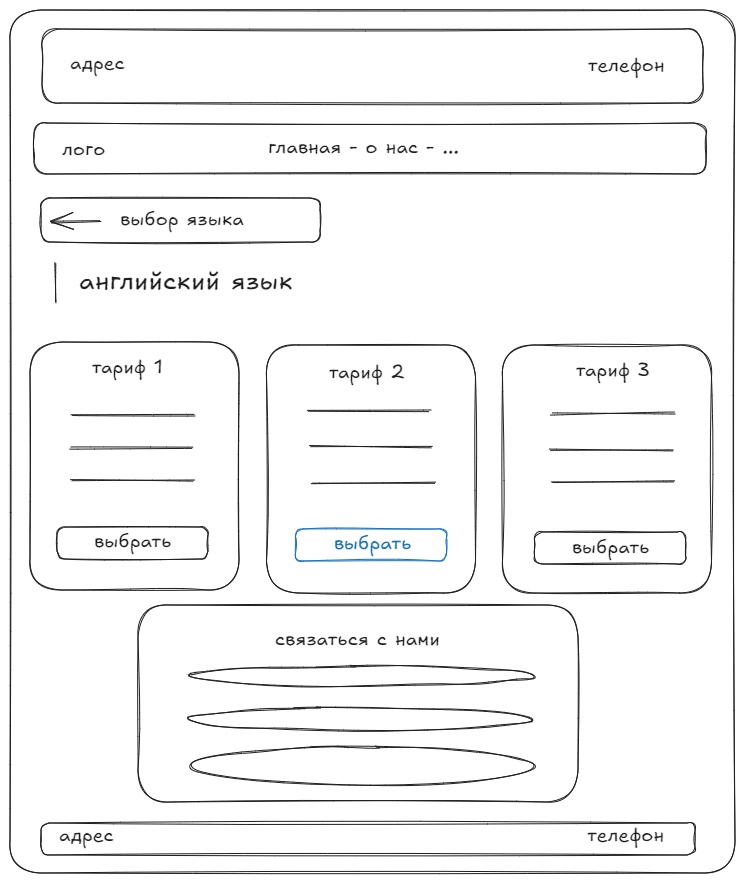 адрес телефон
лого главная - о нас - ...
выбор языка
английский язык
тариф 1 тариф 2 тариф 3
выбрать выбрать выбрать
связаться с нами
адрес телефон